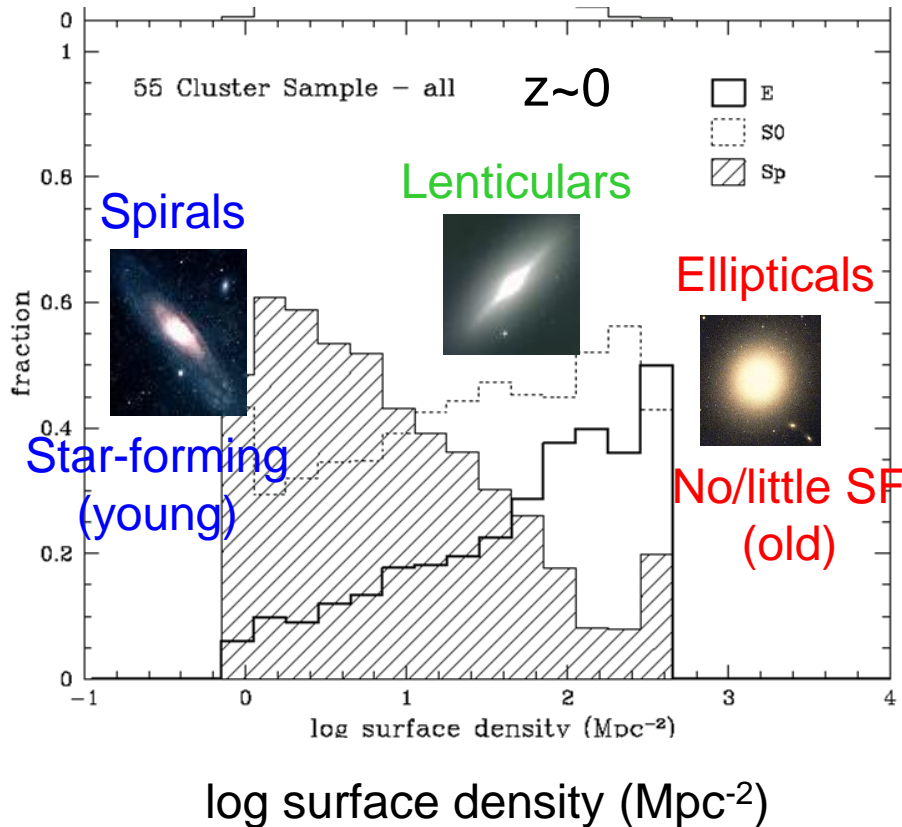 0
1
55 Cluster Sample - all
z~0
E
S0
Sp
0.8
Lenticulars
Spirals
Ellipticals
0.6
fraction
0.4
Star-forming
(young)
No/little SF
(old)
0.2
0
-1
0
1
2
3
4
log surface density (Mpc⁻²)
log surface density (Mpc⁻²)